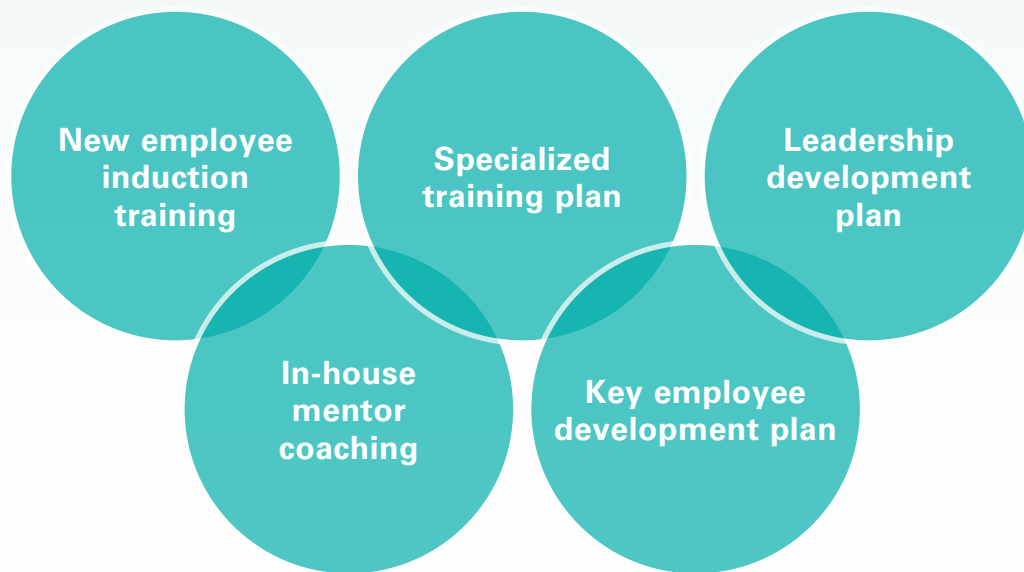 New employee
induction
training
Specialized
training plan
Leadership
development
plan
In-house
mentor
coaching
Key employee
development plan